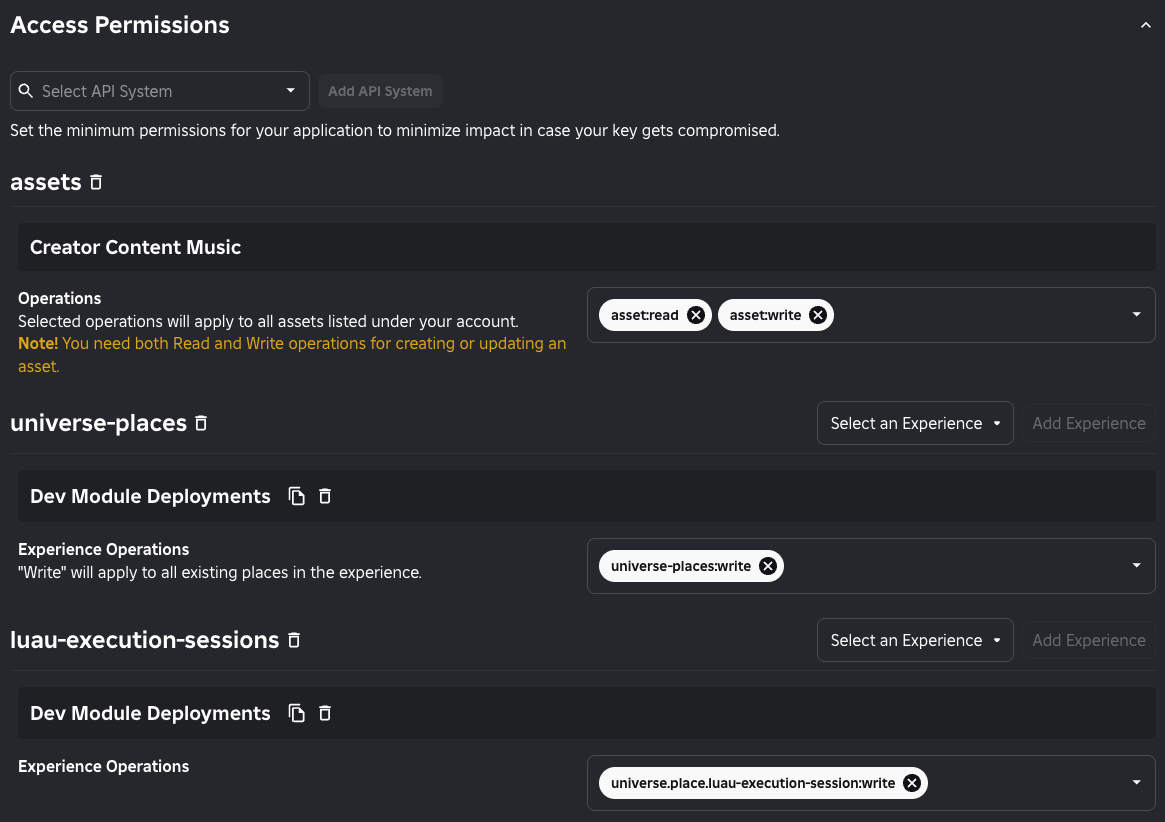 Access Permissions
Select API System
Add API System
Set the minimum permissions for your application to minimize impact in case your key gets compromised.
assets
Creator Content Music
Operations
Selected operations will apply to all assets listed under your account.
Note! You need both Read and Write operations for creating or updating an
asset.
asset:read
asset:write
universe-places
Select an Experience
Add Experience
Dev Module Deployments
Experience Operations
"Write" will apply to all existing places in the experience.
universe-places:write
luau-execution-sessions
Select an Experience
Add Experience
Dev Module Deployments
Experience Operations
universe.place.luau-execution-session:write